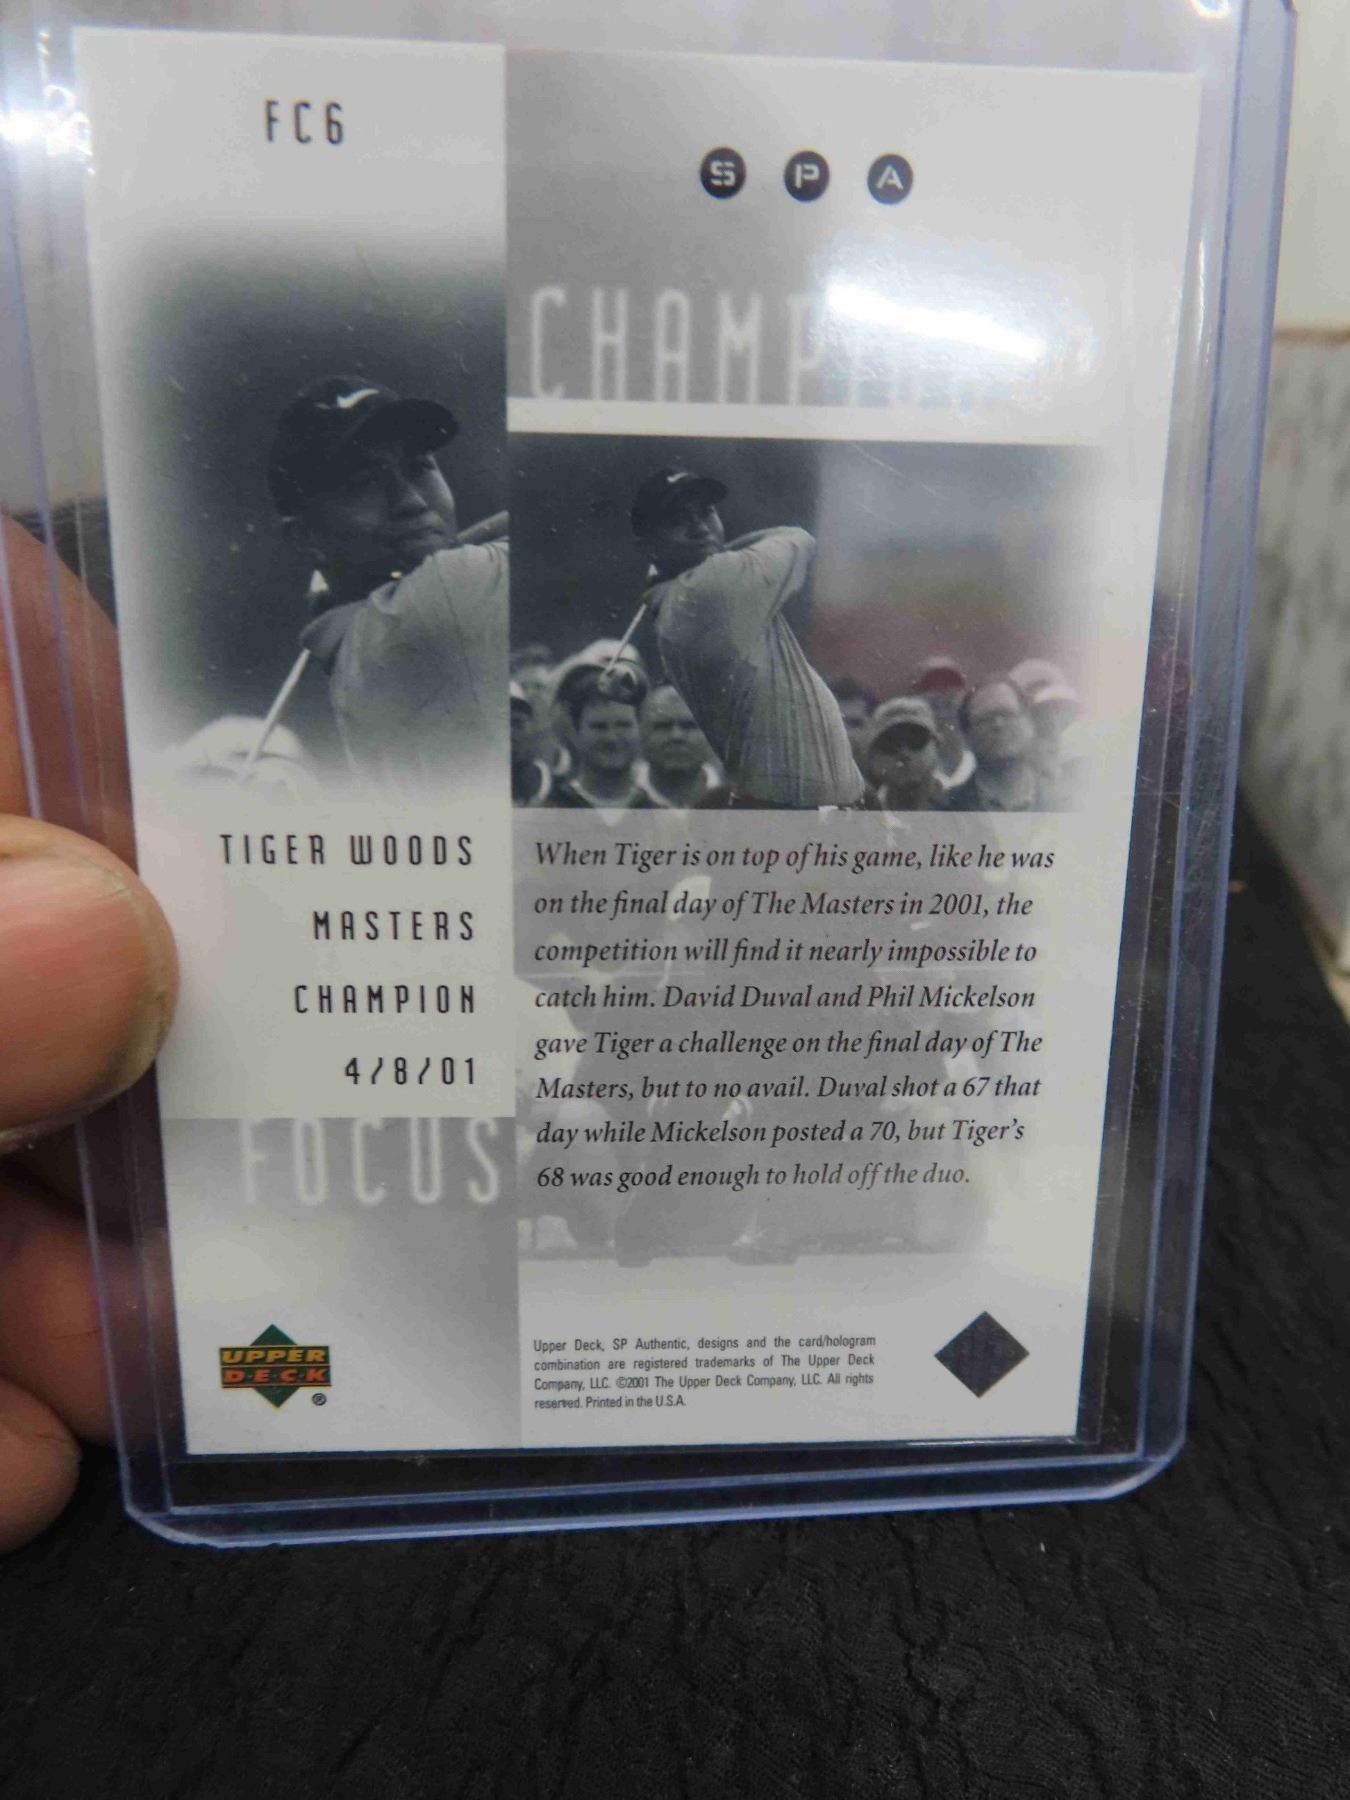 FC6
S P A
CHAMPIONS
TIGER WOODS
MASTERS
CHAMPION
4/8/01
FOCUS
When Tiger is on top of his game, like he was
on the final day of The Masters in 2001, the
competition will find it nearly impossible to
catch him. David Duval and Phil Mickelson
gave Tiger a challenge on the final day of The
Masters, but to no avail. Duval shot a 67 that
day while Mickelson posted a 70, but Tiger's
68 was good enough to hold off the duo.
UPPER
D·E·C·K
®
Upper Deck, SP Authentic, designs and the card/hologram
combination are registered trademarks of The Upper Deck
Company, LLC. ©2001 The Upper Deck Company, LLC. All rights
reserved. Printed in the U.S.A.